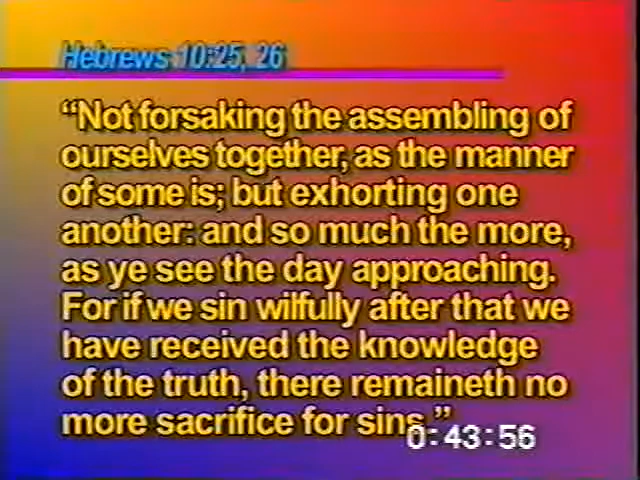 Hebrews 10:25, 26
“Not forsaking the assembling of
ourselves together, as the manner
of some is; but exhorting one
another: and so much the more,
as ye see the day approaching.
For if we sin wilfully after that we
have received the knowledge
of the truth, there remaineth no
more sacrifice for sins.”
0:43:56